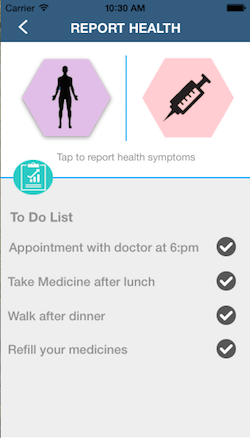 Carrier 10:30 AM
REPORT HEALTH
Tap to report health symptoms
To Do List
Appointment with doctor at 6:pm
Take Medicine after lunch
Walk after dinner
Refill your medicines